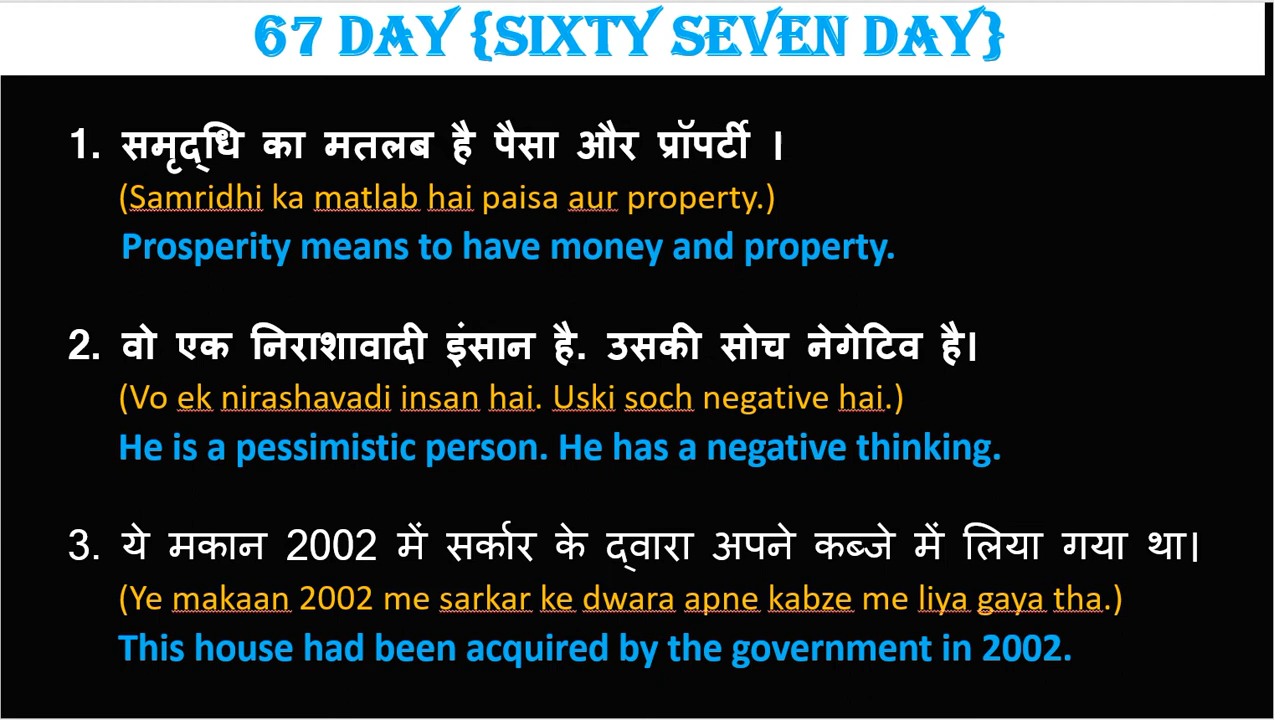 67 DAY {SIXTY SEVEN DAY}
1. समृद्धि का मतलब है पैसा और प्रॉपर्टी ।
(Samridhi ka matlab hai paisa aur property.)
Prosperity means to have money and property.
2. वो एक निराशावादी इंसान है. उसकी सोच नेगेटिव है।
(Vo ek nirashavadi insan hai. Uski soch negative hai.)
He is a pessimistic person. He has a negative thinking.
3. ये मकान 2002 में सर्कार के द्वारा अपने कब्जे में लिया गया था।
(Ye makaan 2002 me sarkar ke dwara apne kabze me liya gaya tha.)
This house had been acquired by the government in 2002.